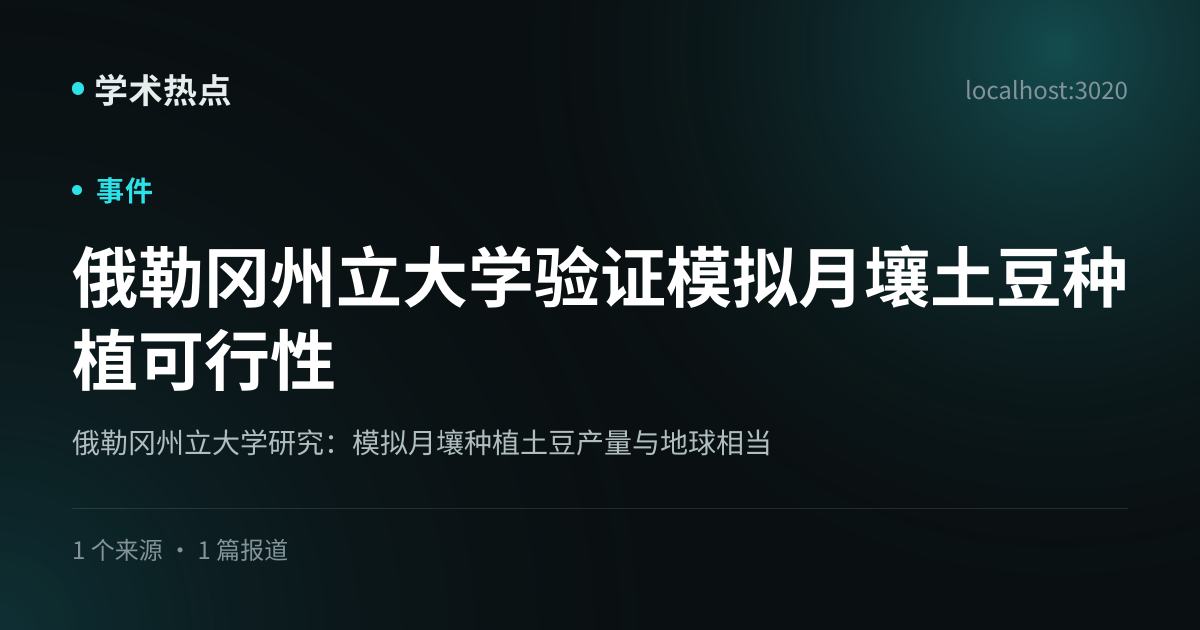 学术热点
localhost:3020
事件
俄勒冈州立大学验证模拟月壤土豆种
植可行性
俄勒冈州立大学研究：模拟月壤种植土豆产量与地球相当
1 个来源 · 1 篇报道